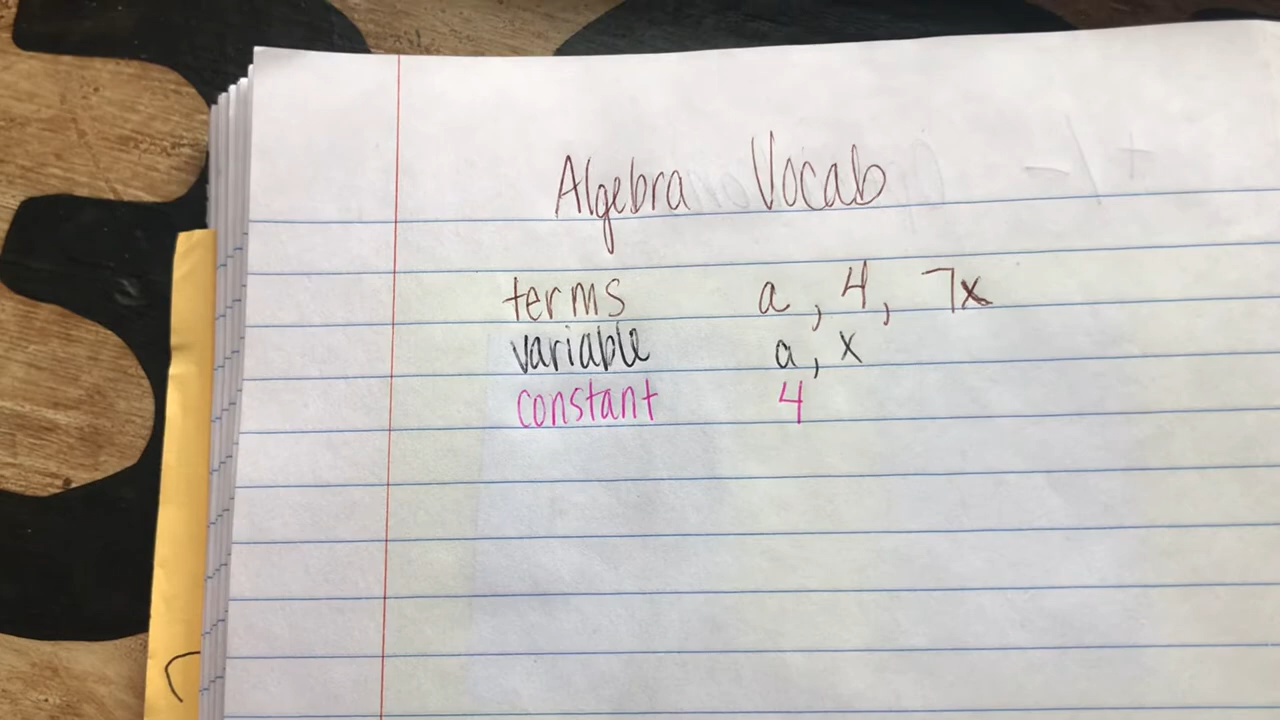 Algebra Vocab
terms a, 4, 7x
variable a, x
constant 4